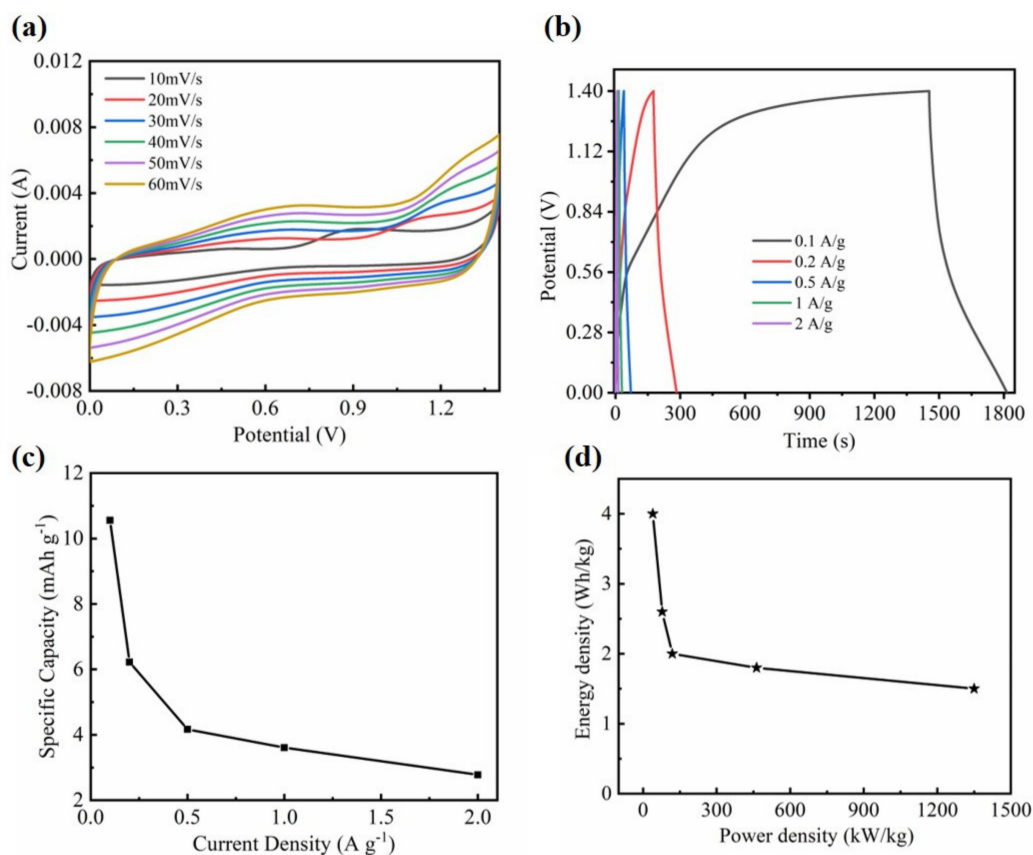 (a)
0.012
0.008
0.004
0.000
-0.004
-0.008
Current (A)
10mV/s
20mV/s
30mV/s
40mV/s
50mV/s
60mV/s
0.0 0.3 0.6 0.9 1.2
Potential (V)
(b)
1.40
1.12
0.84
0.56
0.28
0.00
Potential (V)
0.1 A/g
0.2 A/g
0.5 A/g
1 A/g
2 A/g
0 300 600 900 1200 1500 1800
Time (s)
(c)
12
10
8
6
4
2
Specific Capacity (mAh g⁻¹)
0.0 0.5 1.0 1.5 2.0
Current Density (A g⁻¹)
(d)
4
3
2
1
0
Energy density (Wh/kg)
0 300 600 900 1200 1500
Power density (kW/kg)